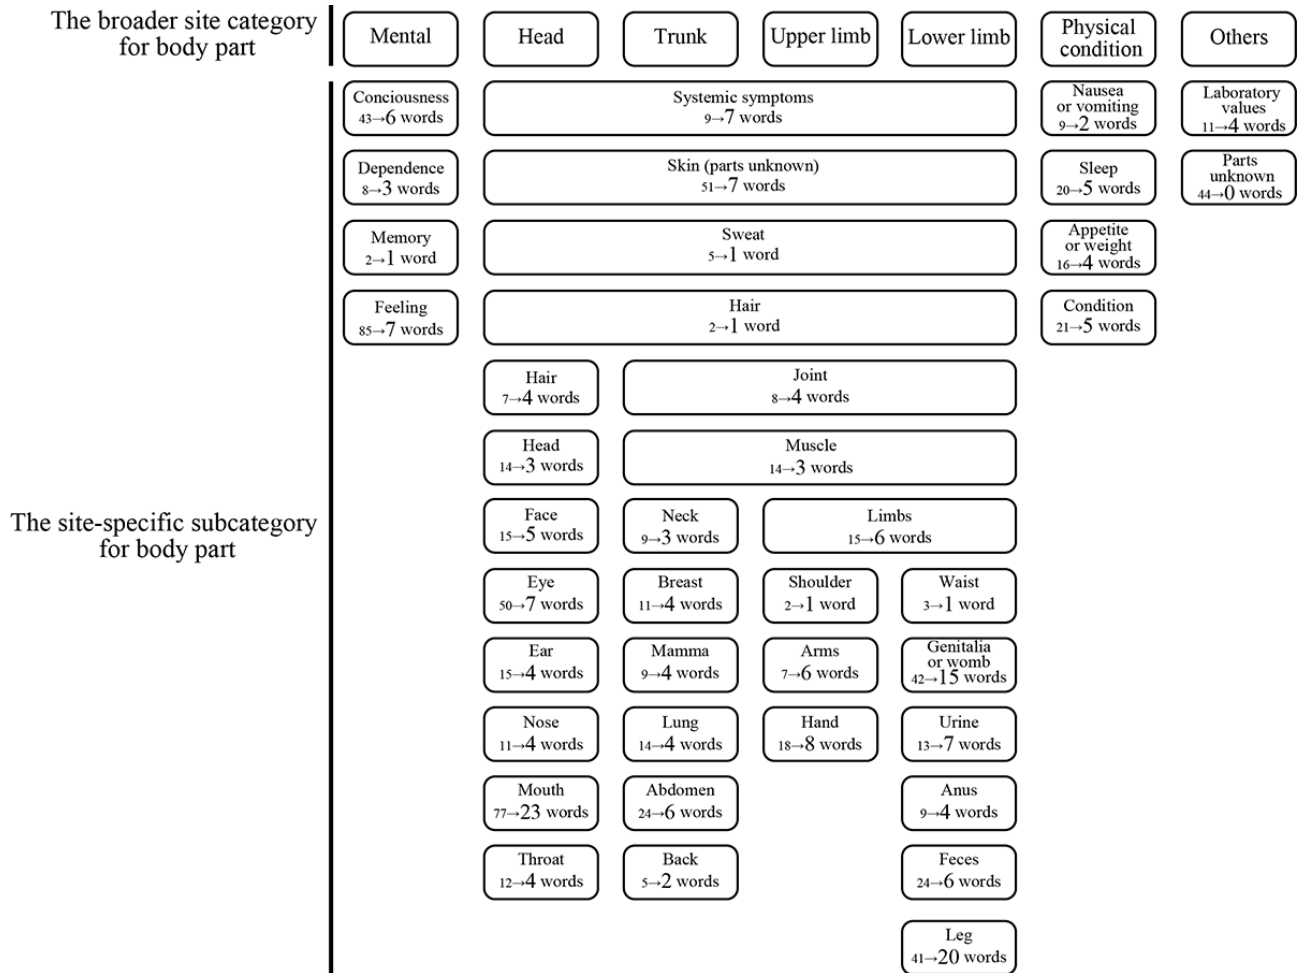 The broader site category
for body part
Mental
Head
Trunk
Upper limb
Lower limb
Physical
condition
Others
Conciousness
43→6 words
Systemic symptoms
9→7 words
Nausea
or vomiting
9→2 words
Laboratory
values
11→4 words
Dependence
8→3 words
Skin (parts unknown)
51→7 words
Sleep
20→5 words
Parts
unknown
44→0 words
Memory
2→1 word
Sweat
5→1 word
Appetite
or weight
16→4 words
Feeling
85→7 words
Hair
2→1 word
Condition
21→5 words
Hair
7→4 words
Joint
8→4 words
Head
14→3 words
Muscle
14→3 words
The site-specific subcategory
for body part
Face
15→5 words
Neck
9→3 words
Limbs
15→6 words
Eye
50→7 words
Breast
11→4 words
Shoulder
2→1 word
Waist
3→1 word
Ear
15→4 words
Mamma
9→4 words
Arms
7→6 words
Genitalia
or womb
42→15 words
Nose
11→4 words
Lung
14→4 words
Hand
18→8 words
Urine
13→7 words
Mouth
77→23 words
Abdomen
24→6 words
Anus
9→4 words
Throat
12→4 words
Back
5→2 words
Feces
24→6 words
Leg
41→20 words